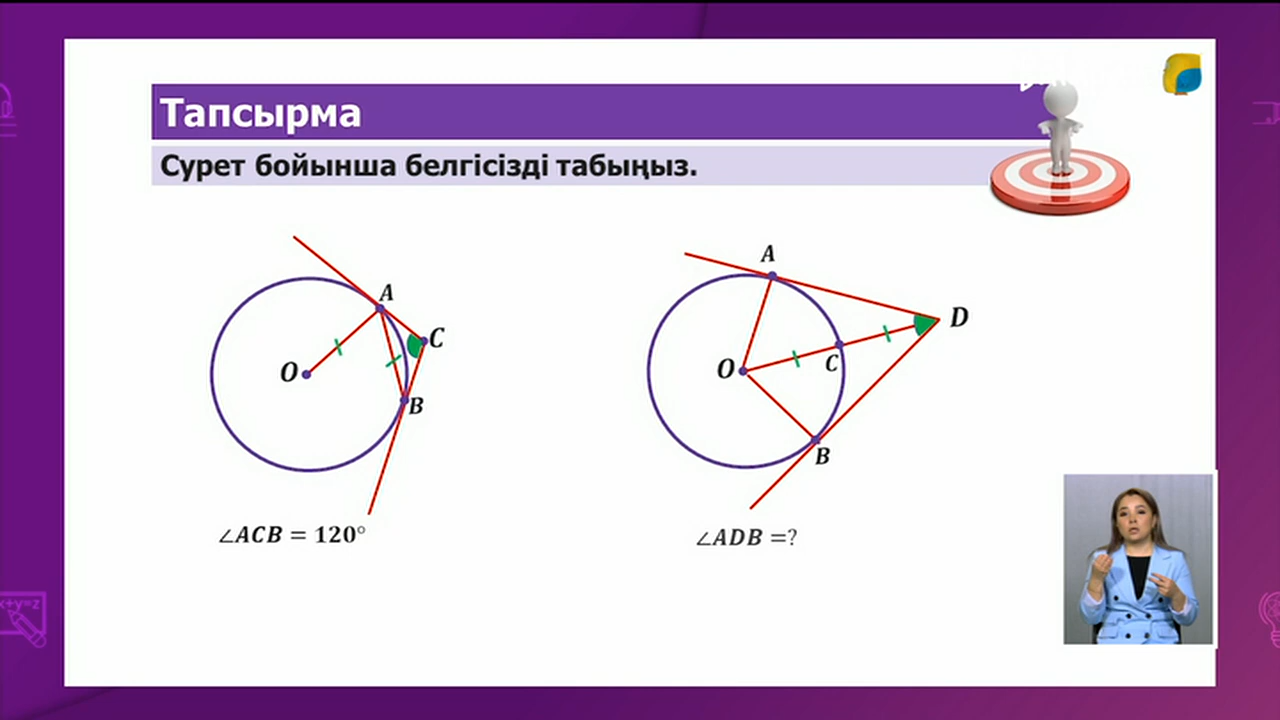 Тапсырма
Сурет бойынша белгісізді табыңыз.
A
O
C
B
A
D
O
C
B
∠ACB = 120°
∠ADB =?
x+y=z